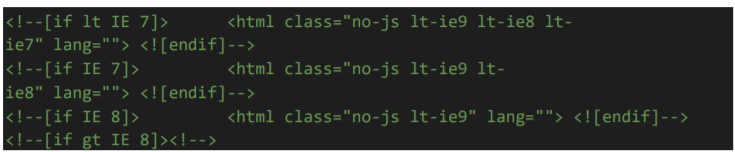 <!--[if lt IE 7]>      <html class="no-js lt-ie9 lt-ie8 lt-
ie7" lang=""> <![endif]-->
<!--[if IE 7]>         <html class="no-js lt-ie9 lt-
ie8" lang=""> <![endif]-->
<!--[if IE 8]>         <html class="no-js lt-ie9" lang=""> <![endif]-->
<!--[if gt IE 8]><!-->